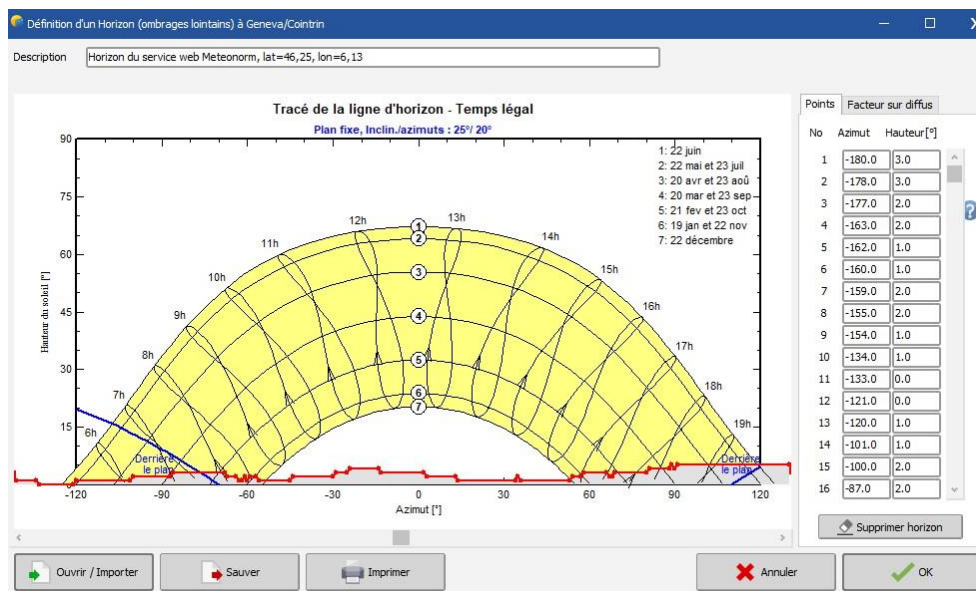 Définition d'un Horizon (ombrages lointains) à Geneva/Cointrin
Description Horizon du service web Meteonorm, lat=46,25, lon=6,13
Tracé de la ligne d'horizon - Temps légal
Plan fixe, Inclin./azimuts : 25°/ 20°
1: 22 juin
2: 22 mai et 23 juil
3: 20 avr et 23 aoû
4: 20 mar et 23 sep
5: 21 fev et 23 oct
6: 19 jan et 22 nov
7: 22 décembre
90
75
60
45
30
15
Hauteur du soleil [°]
6h
7h
8h
9h
10h
11h
12h
13h
14h
15h
16h
17h
18h
19h
1
2
3
4
5
6
7
Derrière
le plan
Derrière
le plan
-120 -90 -60 -30 0 30 60 90 120
Azimut [°]
Points Facteur sur diffus
No Azimut Hauteur[°]
1 -180.0 3.0
2 -178.0 3.0
3 -177.0 2.0
4 -163.0 2.0
5 -162.0 1.0
6 -160.0 1.0
7 -159.0 2.0
8 -155.0 2.0
9 -154.0 1.0
10 -134.0 1.0
11 -133.0 0.0
12 -121.0 0.0
13 -120.0 1.0
14 -101.0 1.0
15 -100.0 2.0
16 -87.0 2.0
?
Supprimer horizon
Ouvrir / Importer Sauver Imprimer Annuler OK